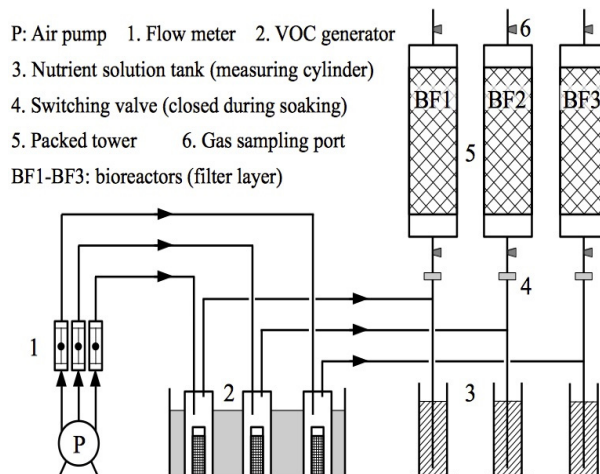 P: Air pump 1. Flow meter 2. VOC generator
3. Nutrient solution tank (measuring cylinder)
4. Switching valve (closed during soaking)
5. Packed tower 6. Gas sampling port
BF1-BF3: bioreactors (filter layer)
6
BF1 BF2 BF3
5
4
1
2
3
P